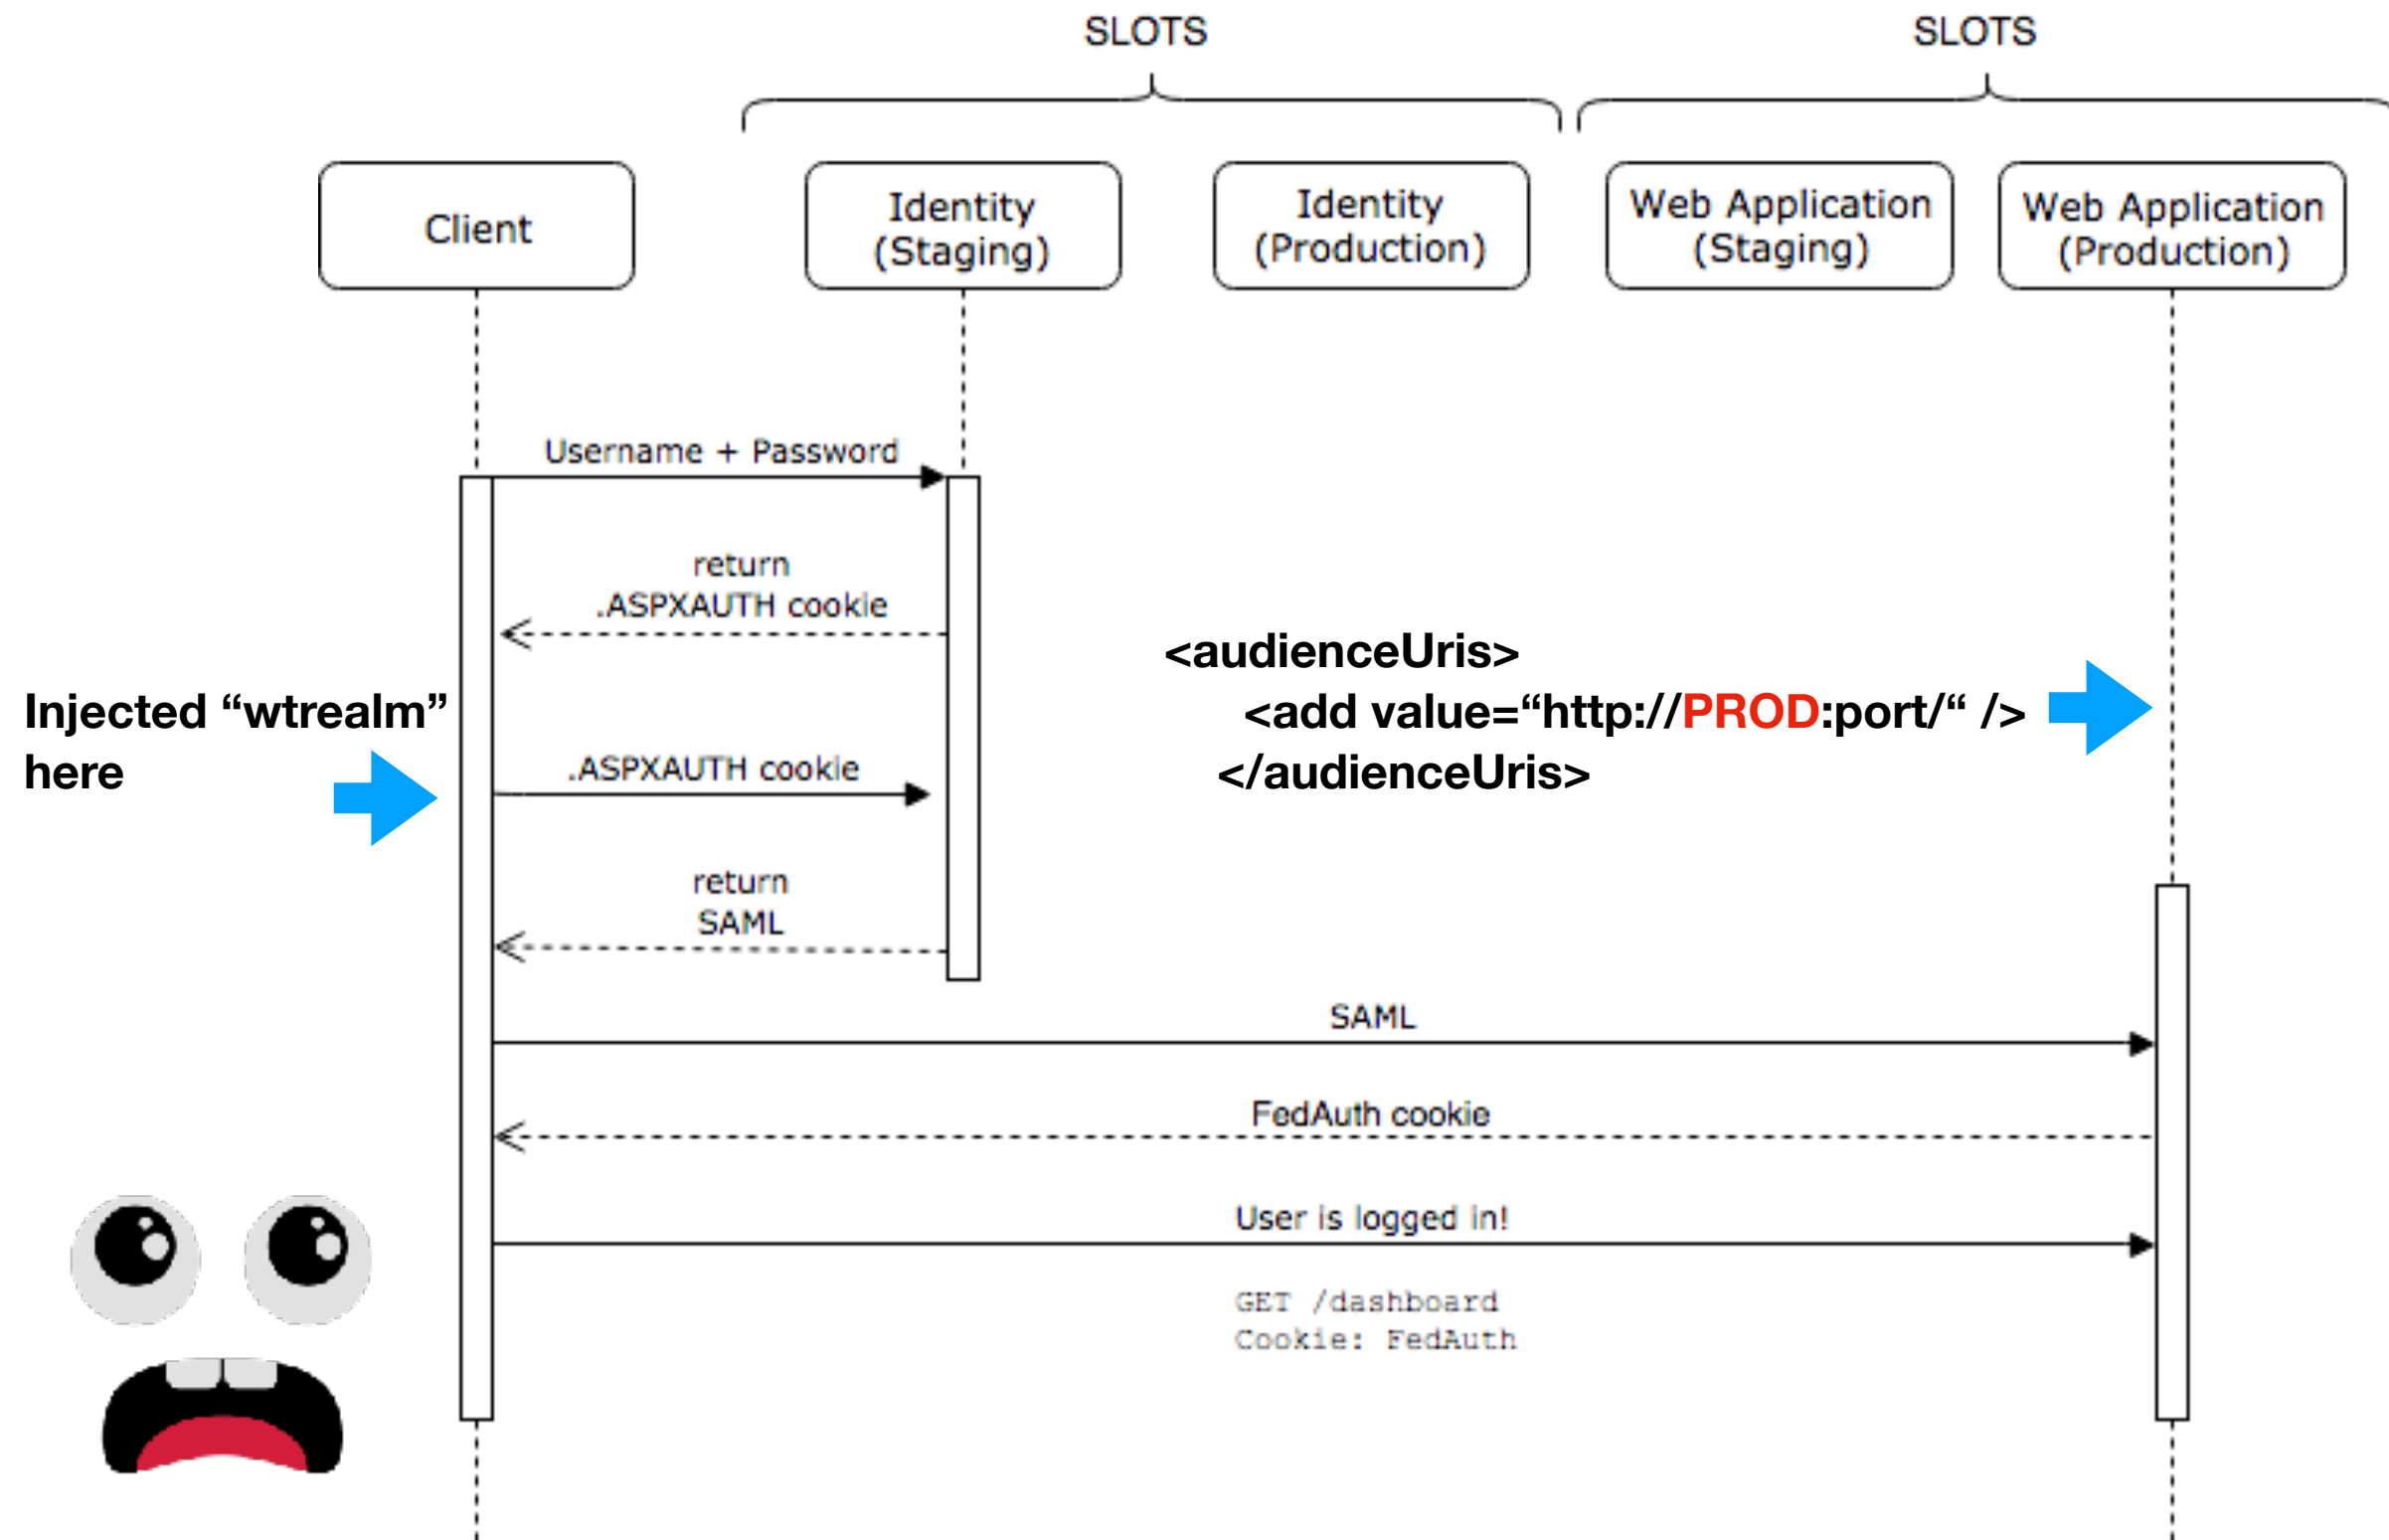 SLOTS
SLOTS
Client
Identity
(Staging)
Identity
(Production)
Web Application
(Staging)
Web Application
(Production)
Username + Password
return
.ASPXAUTH cookie
<audienceUris>
<add value=“http://PROD:port/“ />
</audienceUris>
Injected “wtrealm”
here
.ASPXAUTH cookie
return
SAML
SAML
FedAuth cookie
User is logged in!
GET /dashboard
Cookie: FedAuth